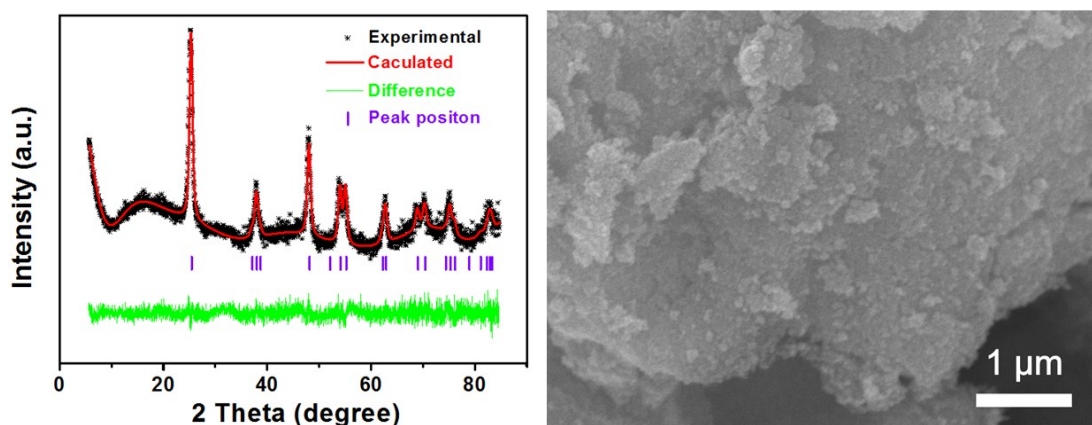 Intensity (a.u.)
Experimental
Caculated
Difference
Peak positon
0 20 40 60 80
2 Theta (degree)
1 μm